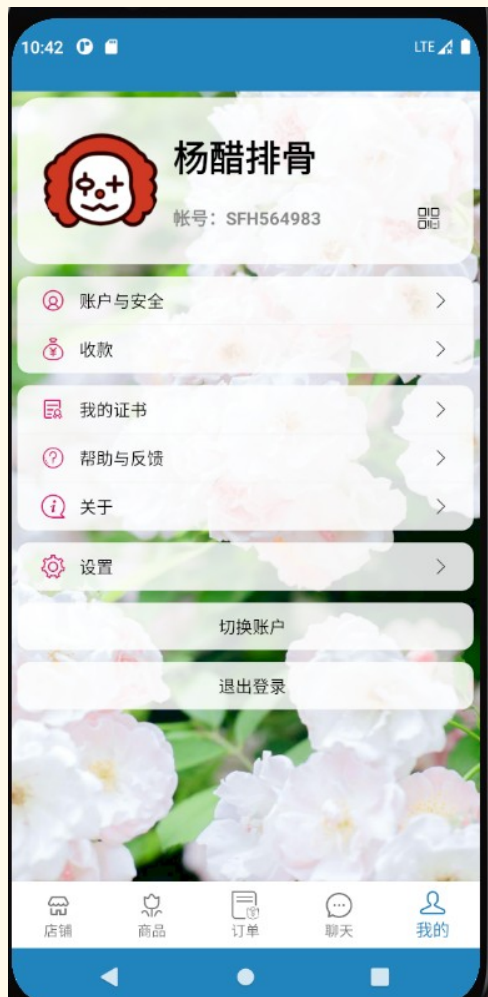 10:42
LTE
杨醋排骨
帐号：SFH564983
账户与安全
收款
我的证书
帮助与反馈
关于
设置
切换账户
退出登录
店铺
商品
订单
聊天
我的